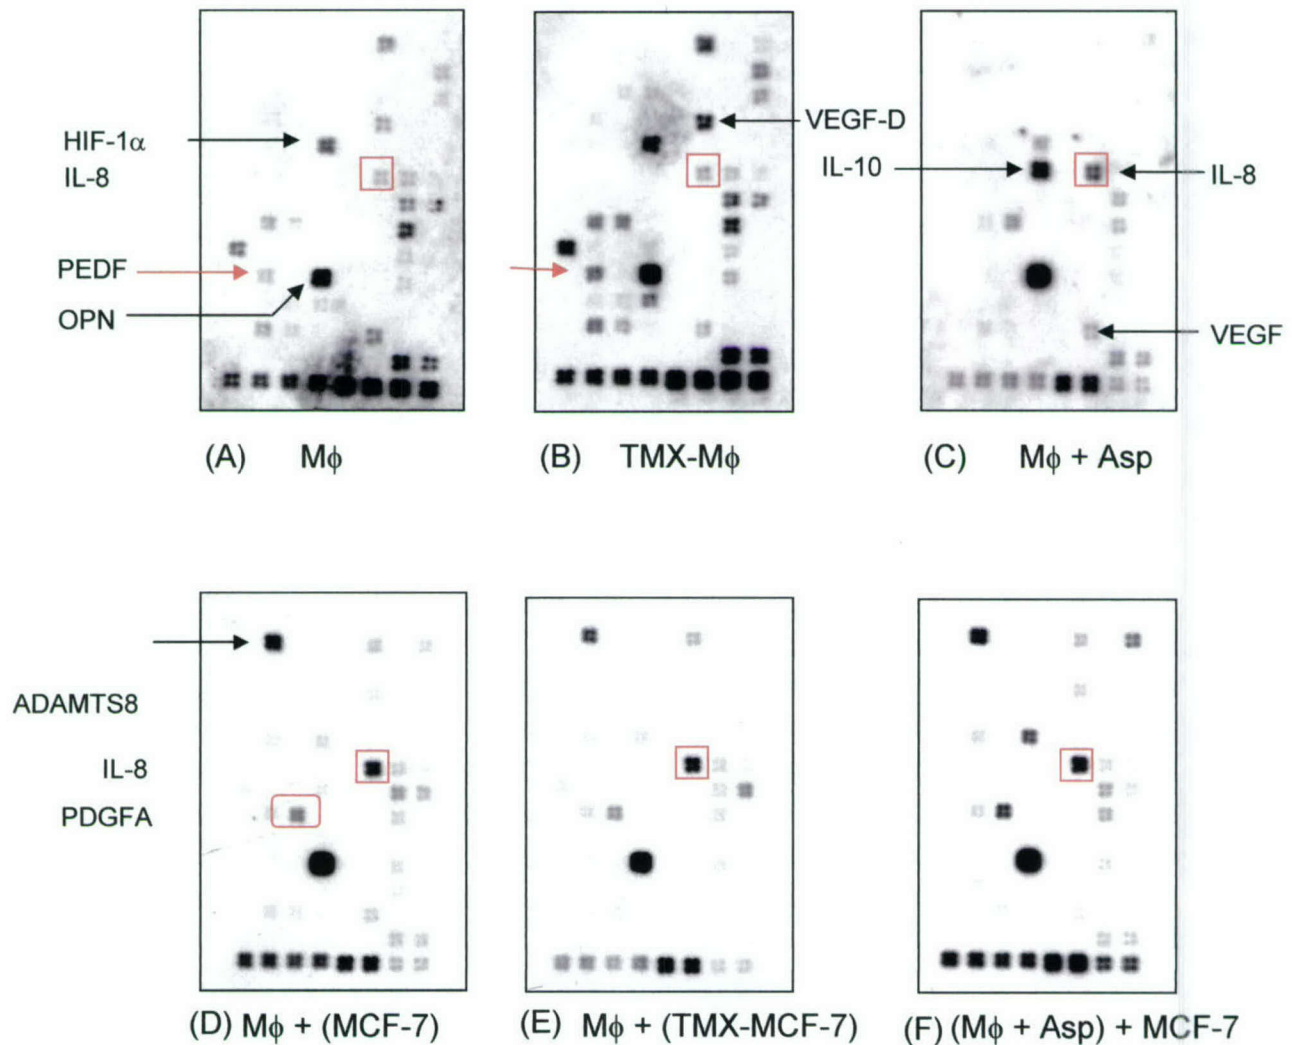 HIF-1α
IL-8
PEDF
OPN
VEGF-D
IL-10
IL-8
VEGF
(A) Mϕ
(B) TMX-Mϕ
(C) Mϕ + Asp
ADAMTS8
IL-8
PDGFA
(D) Mϕ + (MCF-7)
(E) Mϕ + (TMX-MCF-7)
(F) (Mϕ + Asp) + MCF-7